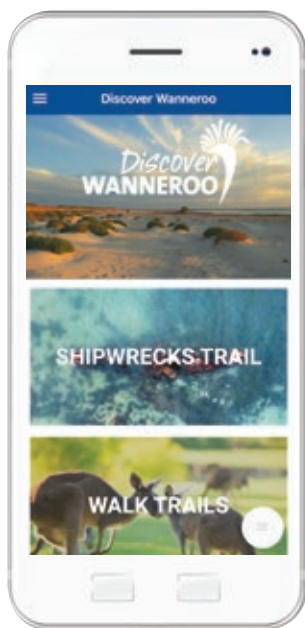 Discover Wanneroo
Discover
WANNEROO
SHIPWRECKS TRAIL
WALK TRAILS